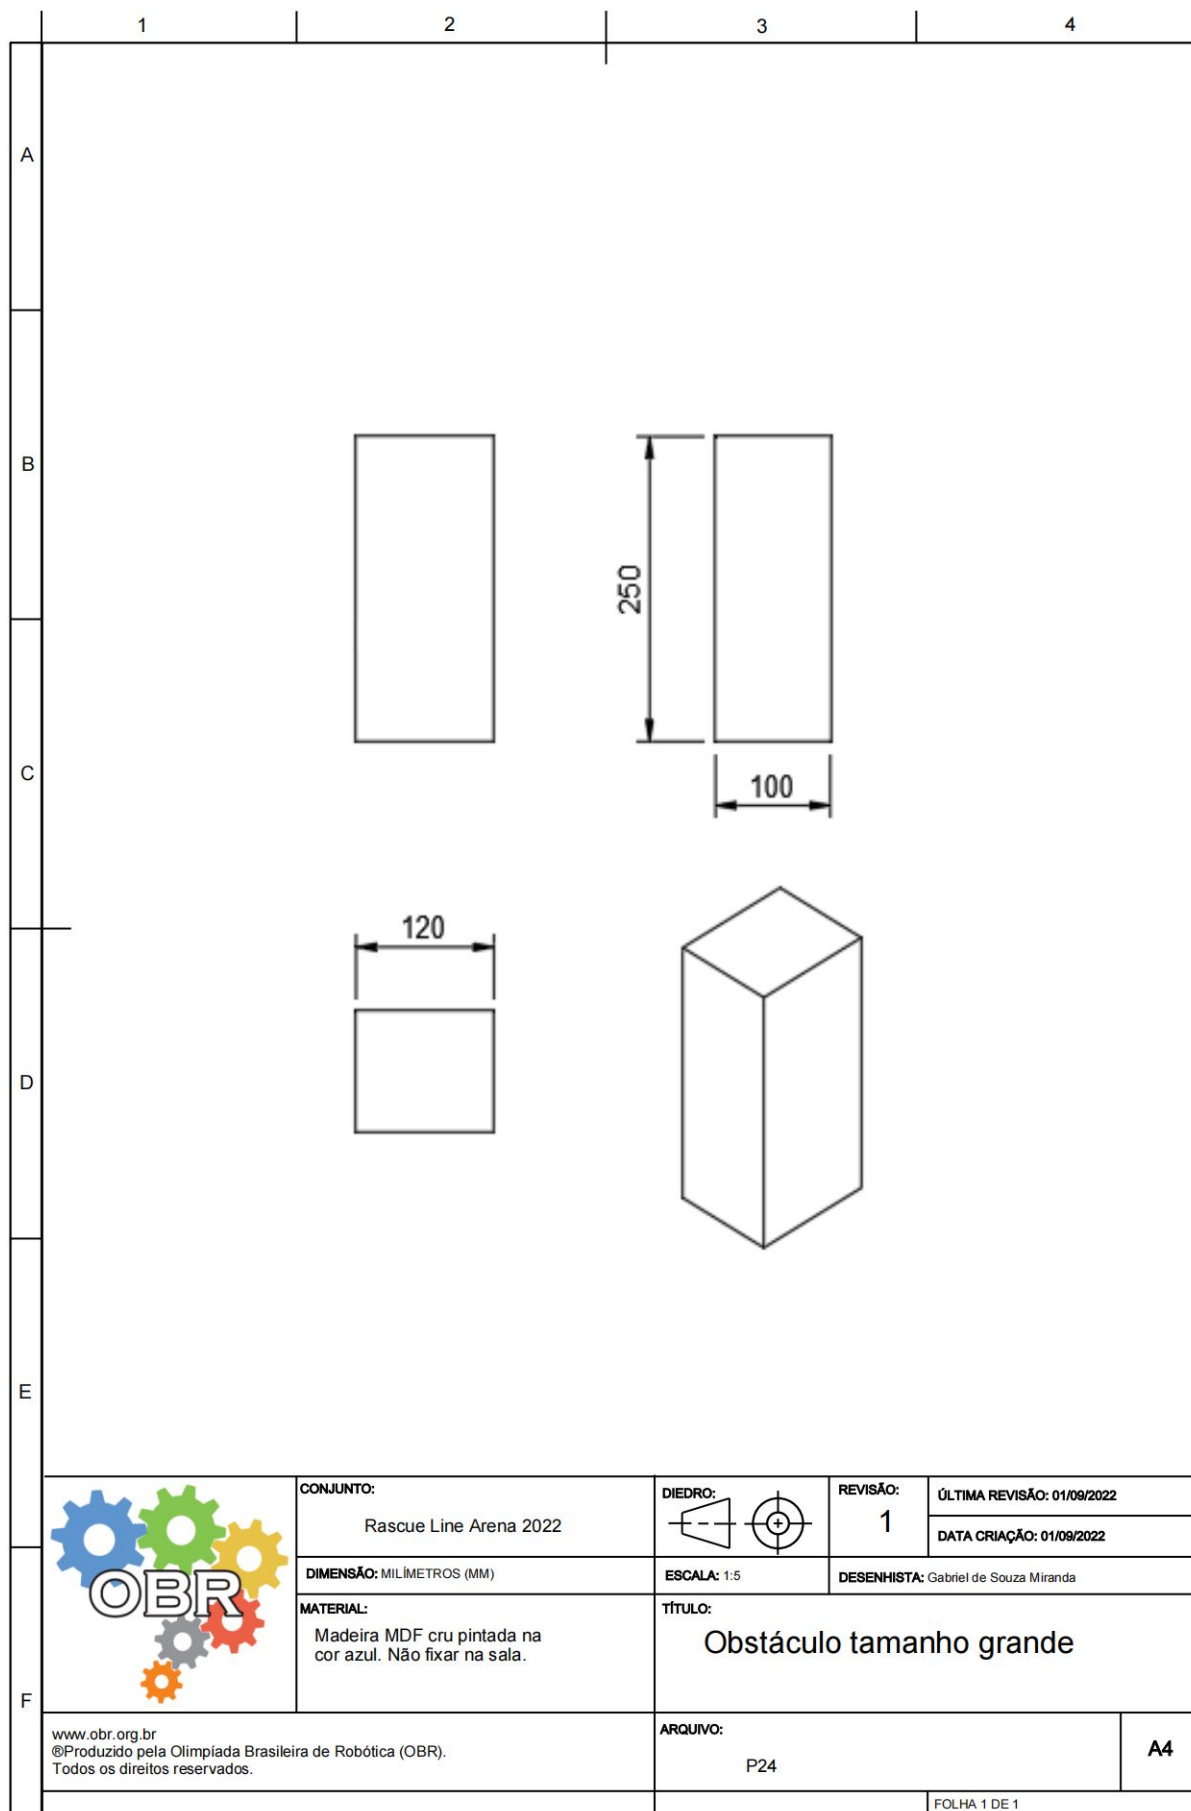 1 2 3 4
A
B
C
D
E
F
250
100
120
OBR
CONJUNTO:
Rascue Line Arena 2022
DIEDRO:
REVISÃO:
1
ÚLTIMA REVISÃO: 01/09/2022
DATA CRIAÇÃO: 01/09/2022
DIMENSÃO: MILÍMETROS (MM)
ESCALA: 1:5
DESENHISTA: Gabriel de Souza Miranda
MATERIAL:
Madeira MDF cru pintada na
cor azul. Não fixar na sala.
TÍTULO:
Obstáculo tamanho grande
www.obr.org.br
®Produzido pela Olimpíada Brasileira de Robótica (OBR).
Todos os direitos reservados.
ARQUIVO:
P24
A4
FOLHA 1 DE 1